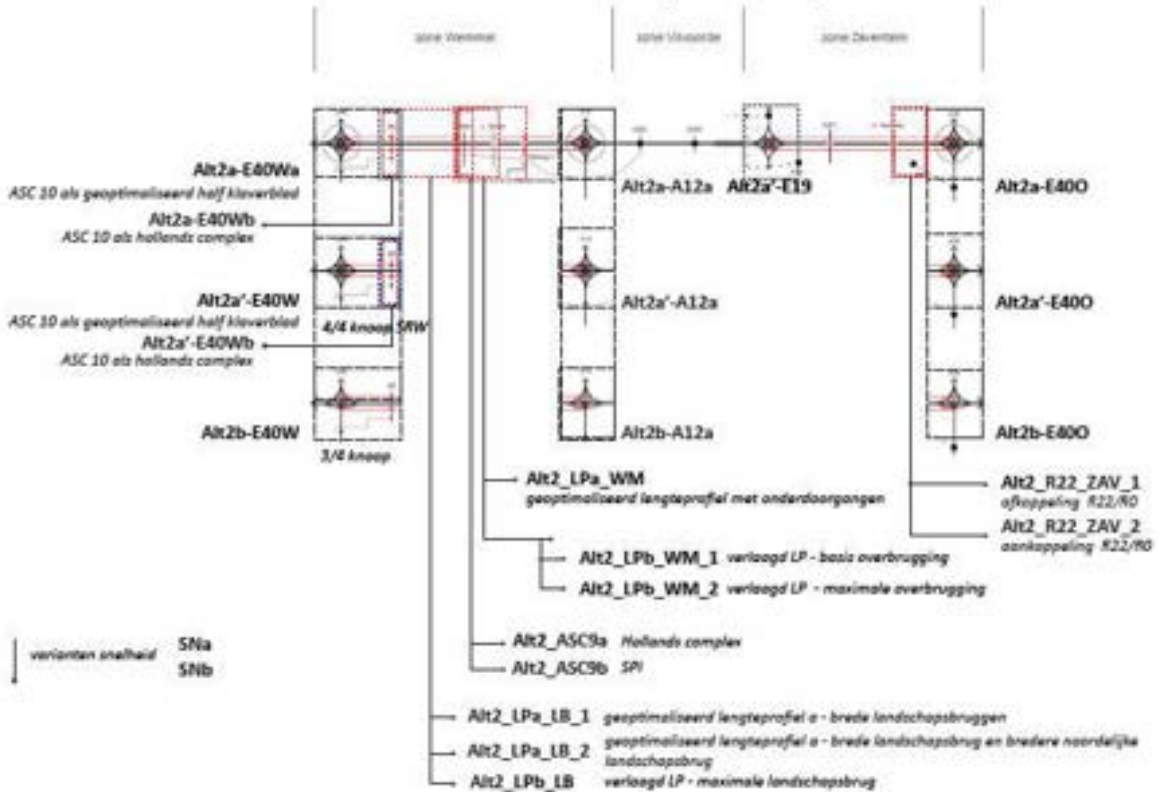 zone Wemmel
zone Vilvoorde
zone Zaventem
Alt2a-E40Wa
ASC 10 als geoptimaliseerd half klaverblad
Alt2a-E40Wb
ASC 10 als hollands complex
Alt2a-A12a
Alt2a'-E19
Alt2a-E40O
Alt2a'-E40W
ASC 10 als geoptimaliseerd half klaverblad
4/4 knoop SRW
Alt2a'-E40Wb
ASC 10 als hollands complex
Alt2a'-A12a
Alt2a'-E40O
Alt2b-E40W
3/4 knoop
Alt2b-A12a
Alt2b-E40O
Alt2_LPa_WM
geoptimaliseerd lengteprofiel met onderdoorgangen
Alt2_R22_ZAV_1
afkoppeling R22/R0
Alt2_R22_ZAV_2
aankoppeling R22/R0
Alt2_LPb_WM_1 verlaagd LP - basis overbrugging
Alt2_LPb_WM_2 verlaagd LP - maximale overbrugging
Alt2_ASC9a Hollands complex
Alt2_ASC9b SPI
varianten snelheid
SNa
SNb
Alt2_LPa_LB_1 geoptimaliseerd lengteprofiel a - brede landschapsbruggen
Alt2_LPa_LB_2 geoptimaliseerd lengteprofiel a - brede landschapsbrug en bredere noordelijke
landschapsbrug
Alt2_LPb_LB verlaagd LP - maximale landschapsbrug